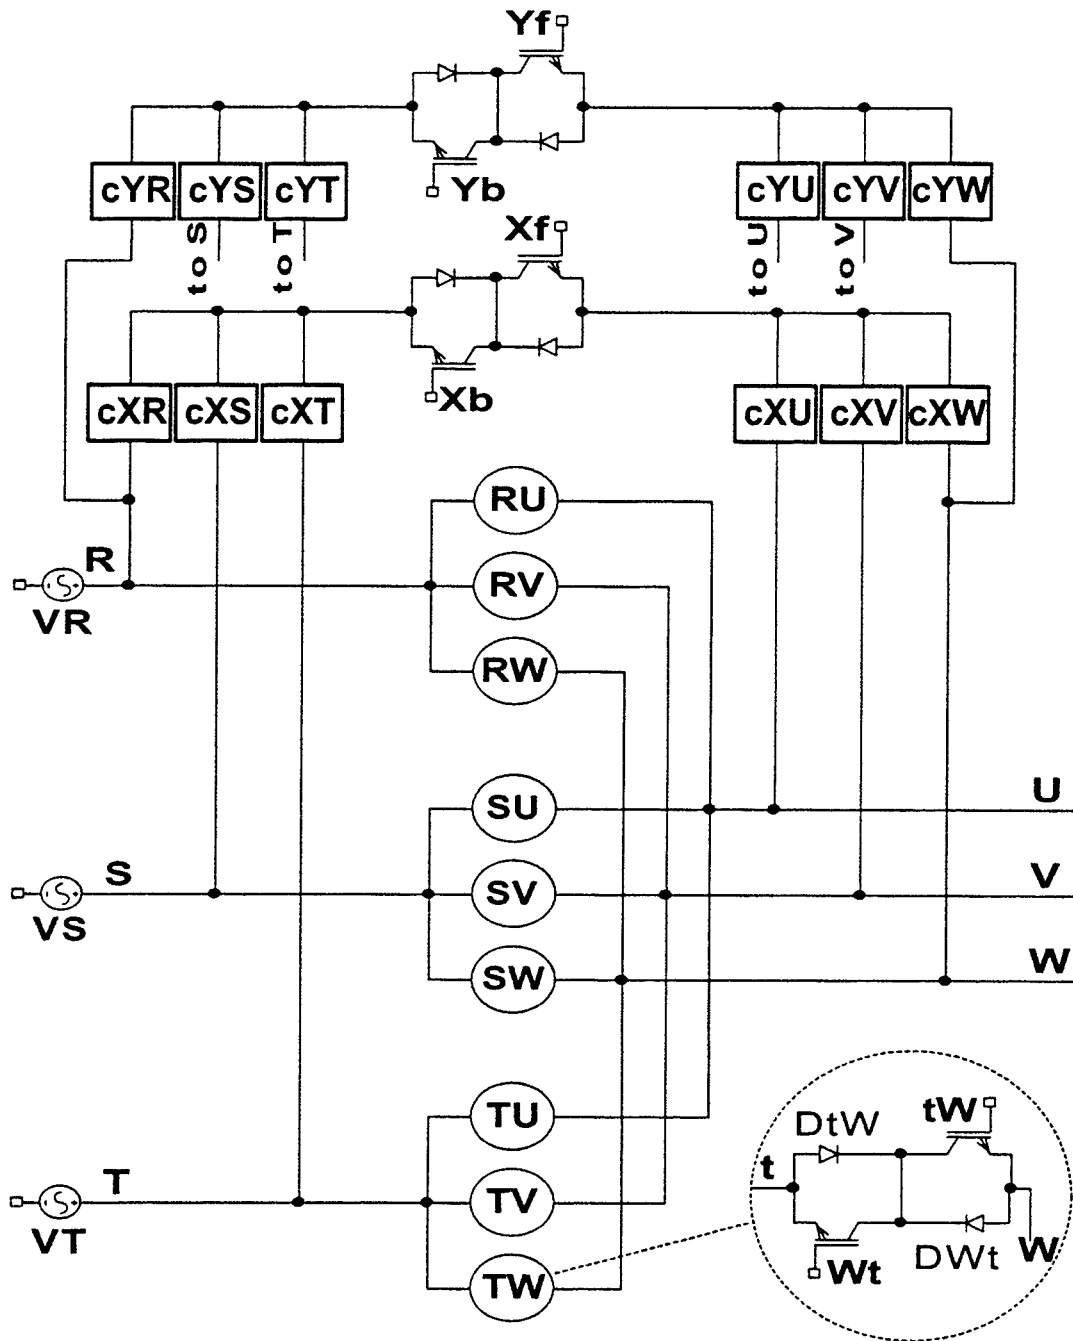 Yf
cYR cYS cYT
Yb
cYU cYV cYW
to S
to T
Xf
to U
to V
cXR cXS cXT
Xb
cXU cXV cXW
RU
R
RV
VR
RW
SU
U
S
SV
V
VS
SW
W
TU
tW
DtW
t
T
TV
VT
Wt
DWt
W
TW